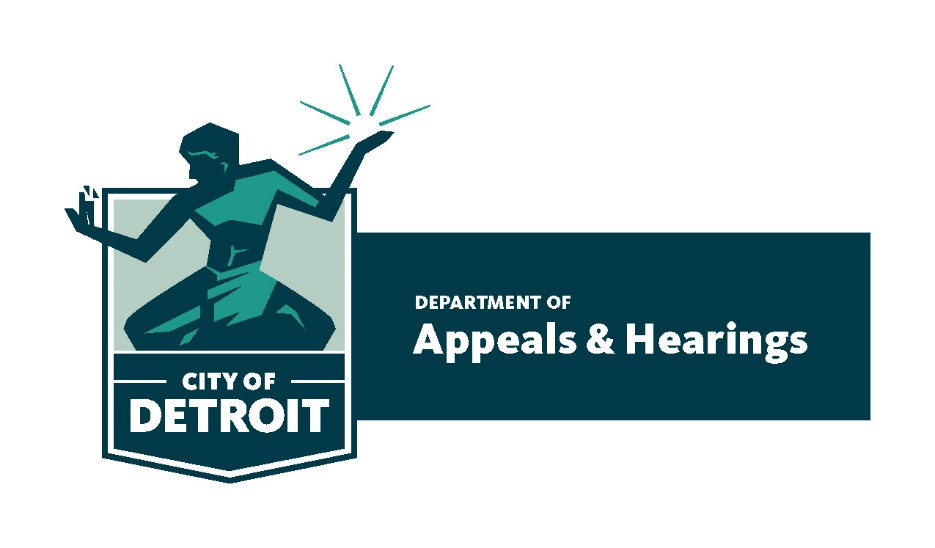 CITY OF
DETROIT
DEPARTMENT OF
Appeals & Hearings